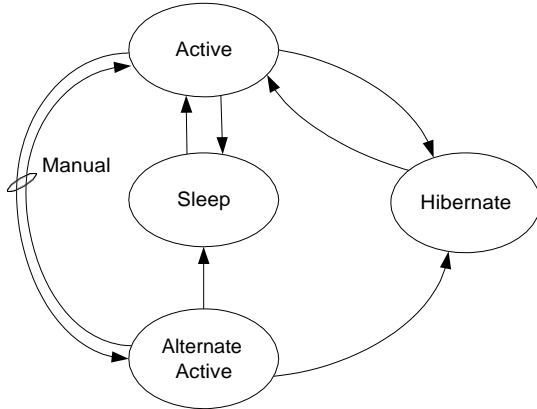 Active
Manual
Sleep
Hibernate
Alternate
Active